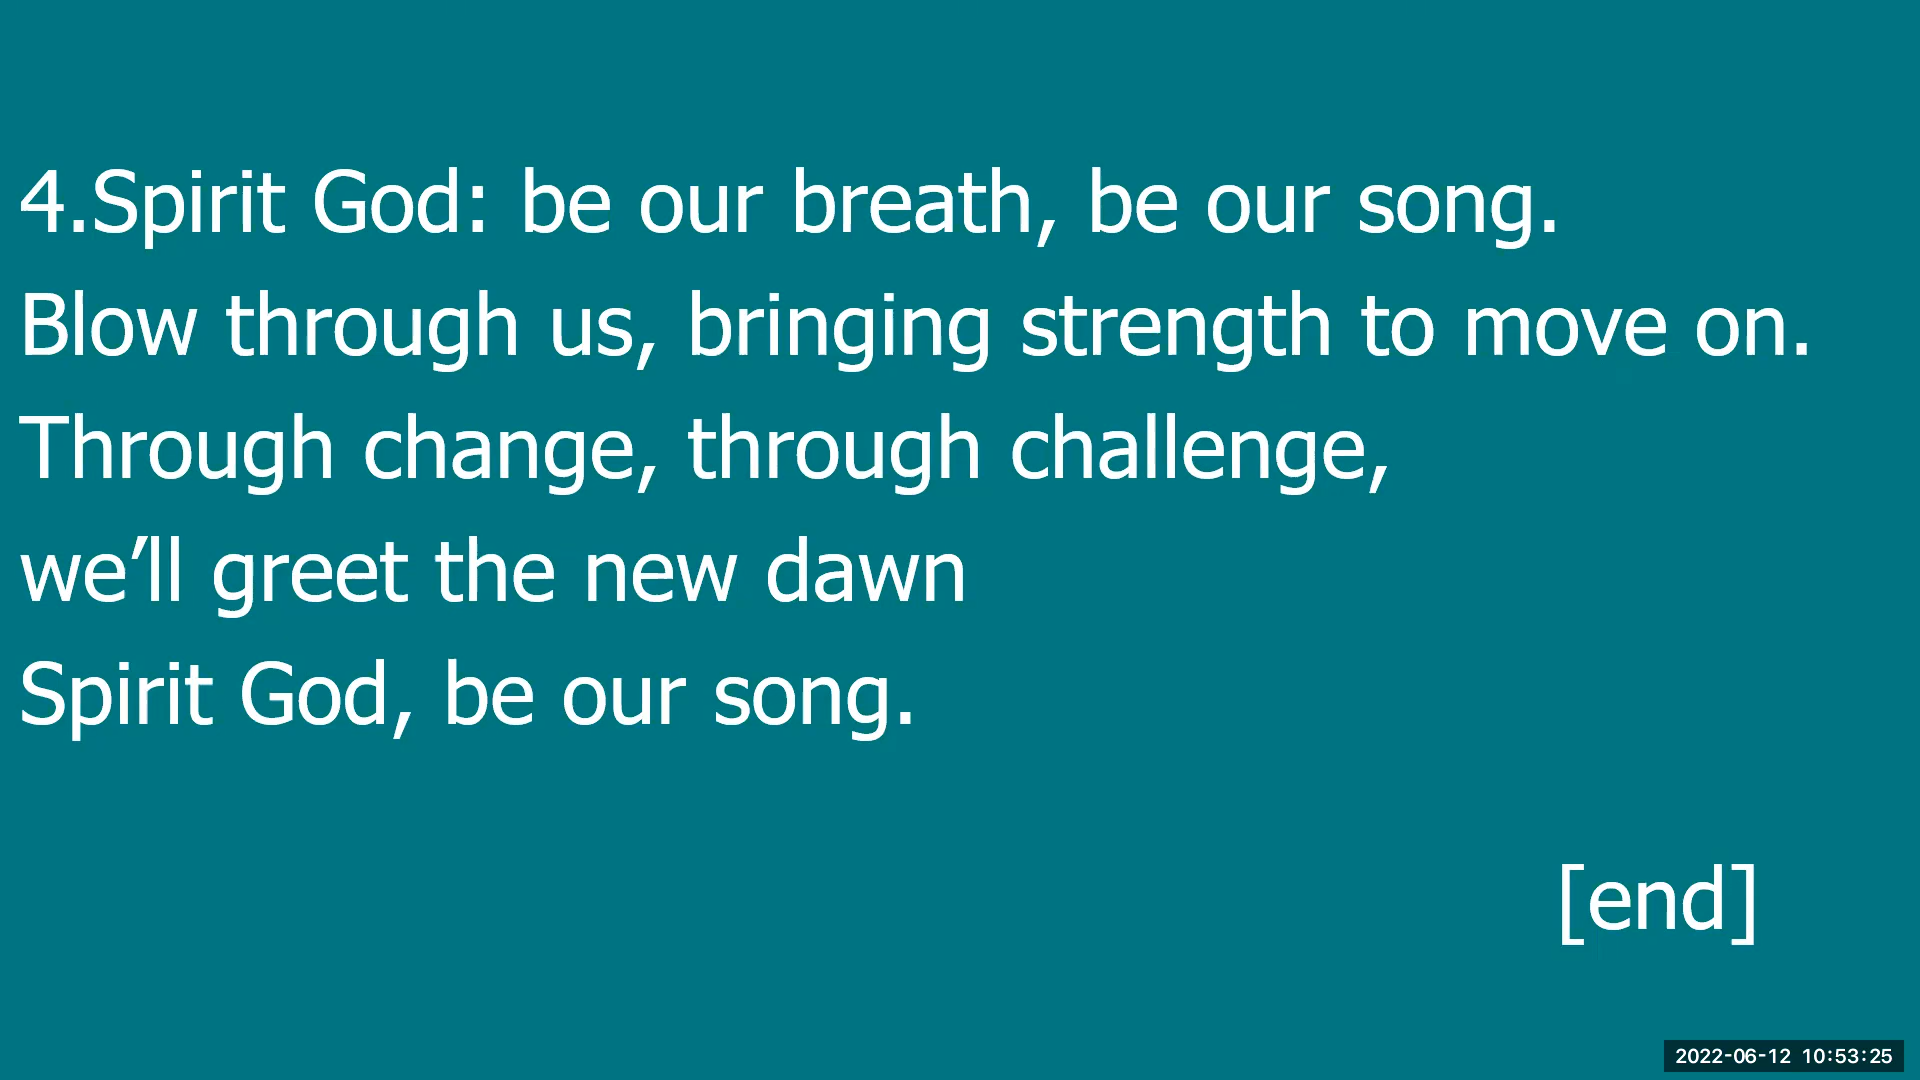 4.Spirit God: be our breath, be our song.
Blow through us, bringing strength to move on.
Through change, through challenge,
we’ll greet the new dawn
Spirit God, be our song.
[end]
2022-06-12 10:53:25